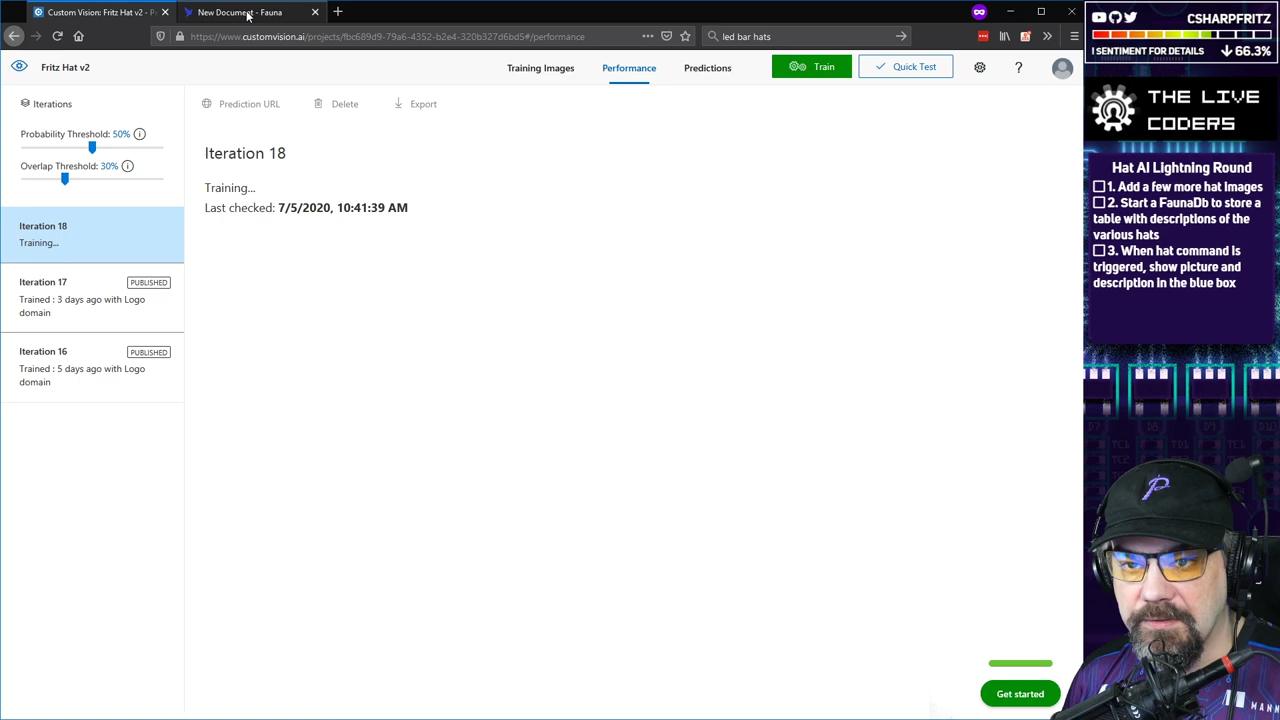 Custom Vision: Fritz Hat v2 - P
New Document - Fauna
https://www.customvision.ai/projects/fbc689d9-79a6-4352-b2e4-320b327d6bd5#/performance
led bar hats
Fritz Hat v2
Training Images
Performance
Predictions
Train
Quick Test
?
Iterations
Prediction URL
Delete
Export
Probability Threshold: 50%
Overlap Threshold: 30%
Iteration 18
Training...
Last checked: 7/5/2020, 10:41:39 AM
Iteration 18
Training...
Iteration 17
PUBLISHED
Trained : 3 days ago with Logo
domain
Iteration 16
PUBLISHED
Trained : 5 days ago with Logo
domain
Get started
CSHARPFRITZ
! SENTIMENT FOR DETAILS
66.3%
THE LIVE
CODERS
Hat AI Lightning Round
1. Add a few more hat images
2. Start a FaunaDb to store a
table with descriptions of the
various hats
3. When hat command is
triggered, show picture and
description in the blue box
D7
D8
D9
D10
MANN